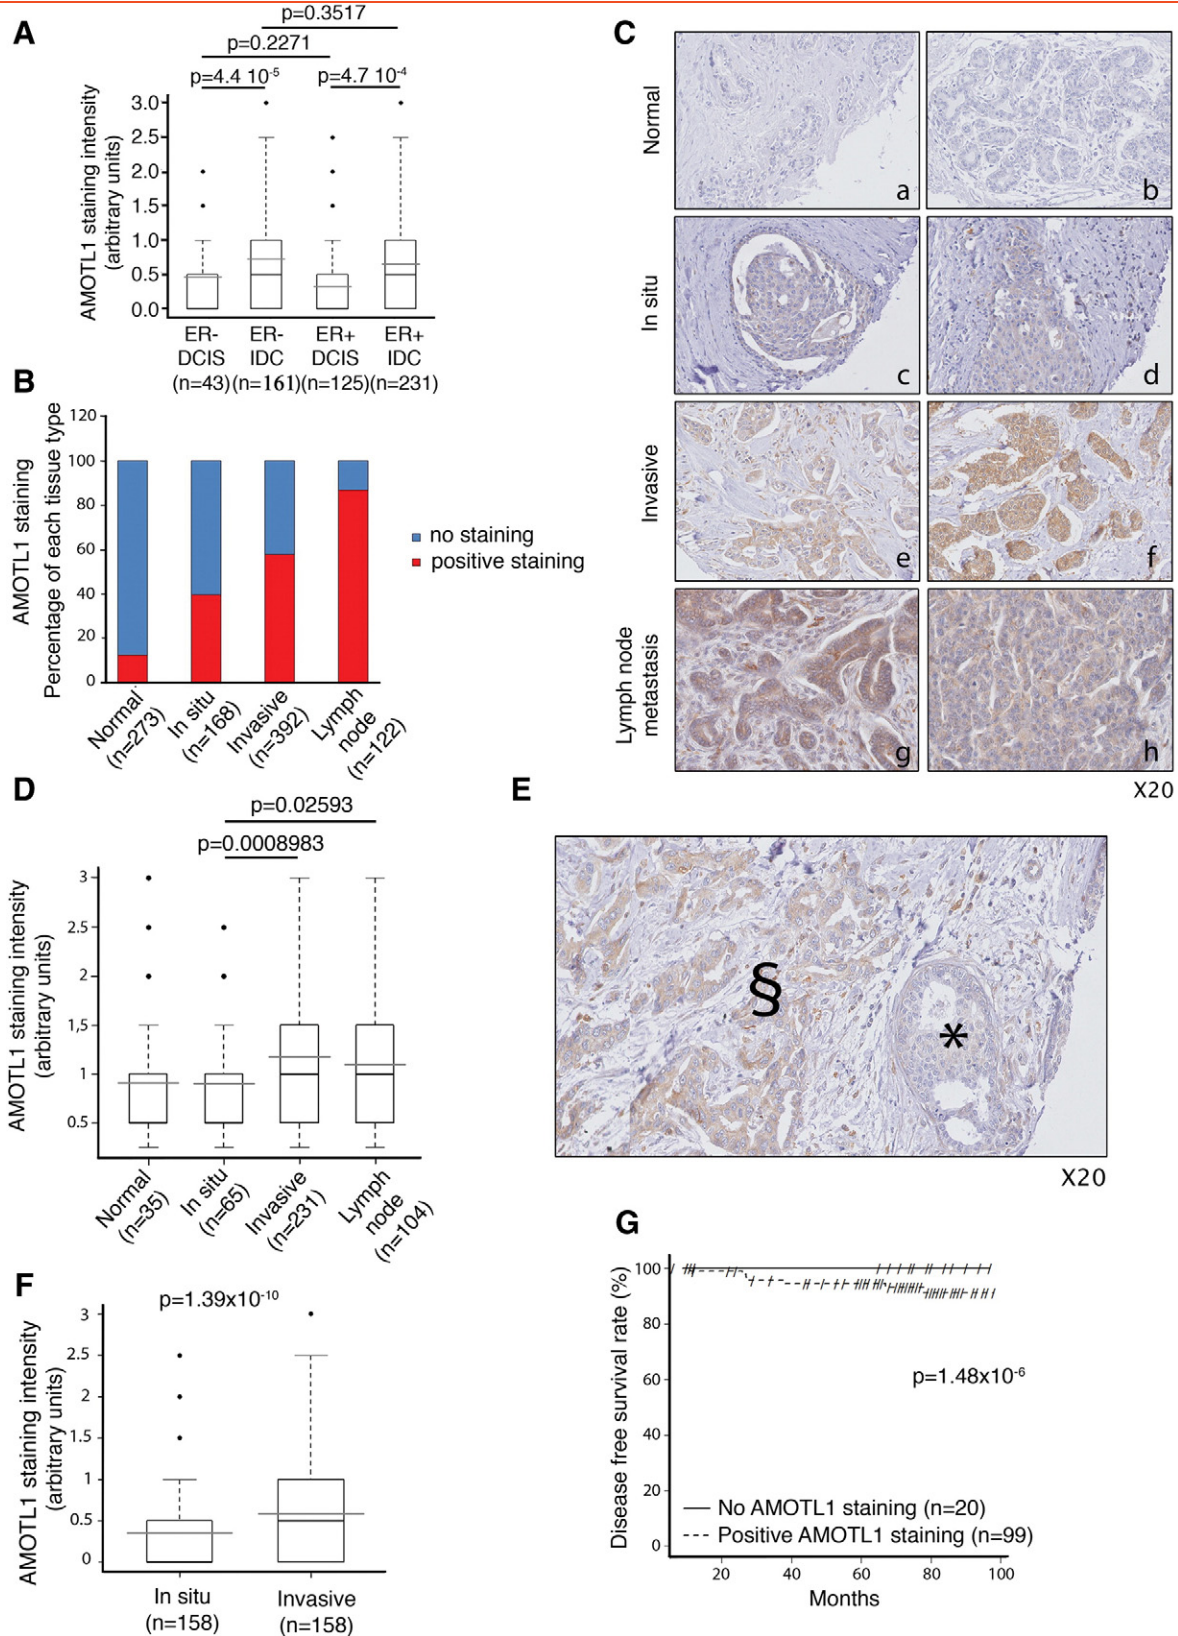 A
p=0.3517
p=0.2271
p=4.4 10-5
p=4.7 10-4
AMOTL1 staining intensity
(arbitrary units)
3.0
2.5
2.0
1.5
1.0
0.5
0.0
ER-
DCIS
(n=43)
ER-
IDC
(n=161)
ER+
DCIS
(n=125)
ER+
IDC
(n=231)
B
AMOTL1 staining
Percentage of each tissue type
120
100
80
60
40
20
0
Normal
(n=273)
In situ
(n=168)
Invasive
(n=392)
Lymph
node
(n=122)
no staining
positive staining
C
Normal
a
b
In situ
c
d
Invasive
e
f
Lymph node
metastasis
g
h
X20
D
p=0.02593
p=0.0008983
AMOTL1 staining intensity
(arbitrary units)
3
2.5
2
1,5
1
0.5
Normal
(n=35)
In situ
(n=65)
Invasive
(n=231)
Lymph
node
(n=104)
E
§
*
X20
F
p=1.39x10-10
AMOTL1 staining intensity
(arbitrary units)
3
2.5
2
1.5
1
0.5
0
In situ
(n=158)
Invasive
(n=158)
G
Disease free survival rate (%)
100
80
60
40
20
0
p=1.48x10-6
No AMOTL1 staining (n=20)
Positive AMOTL1 staining (n=99)
20
40
60
80
100
Months